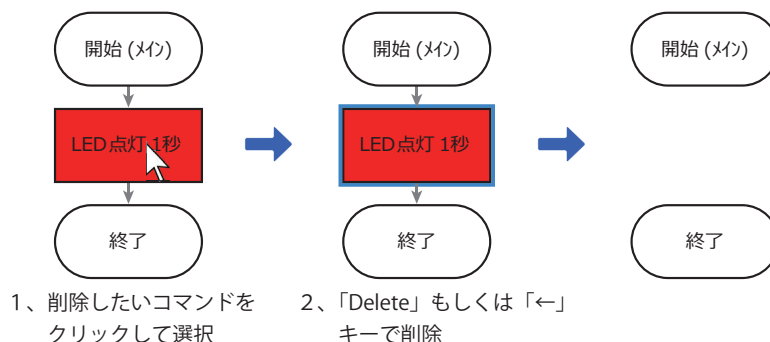 開始 (メイン)
LED点灯 1秒
終了
開始 (メイン)
LED点灯 1秒
終了
開始 (メイン)
終了
1、削除したいコマンドを
クリックして選択
2、「Delete」もしくは「←」
キーで削除